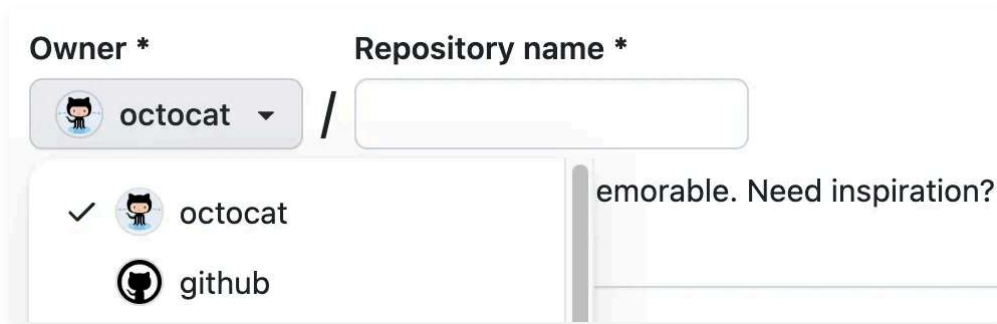 Owner * Repository name *
octocat / 
emorable. Need inspiration?
octocat
github